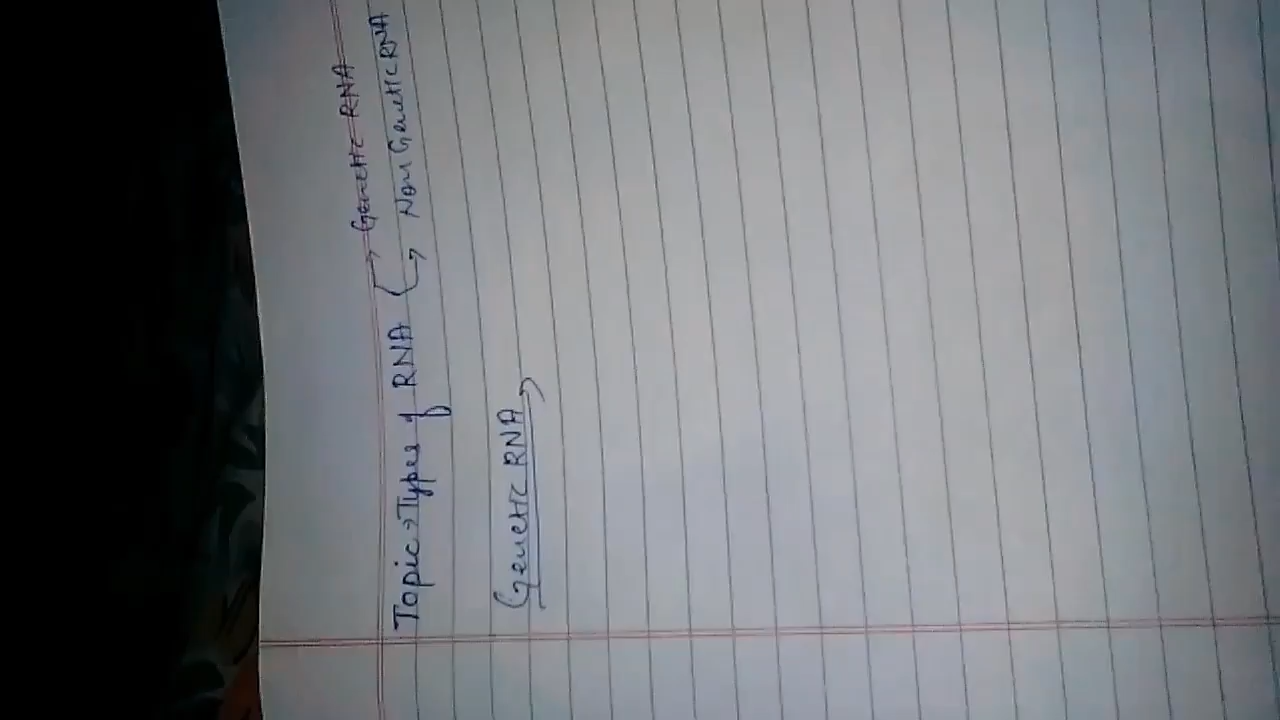 → Genetic RNA
Topic → Types of RNA
→ Non Genetic RNA
Genetic RNA →